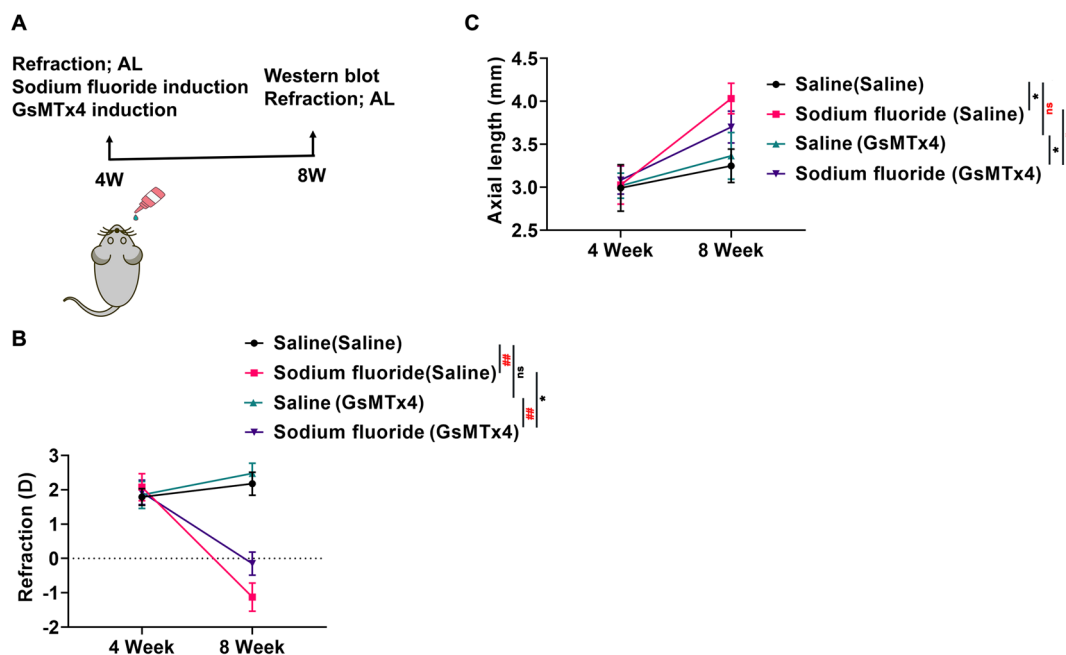 A
Refraction; AL
Sodium fluoride induction
GsMTx4 induction
Western blot
Refraction; AL
4W
8W
C
Axial length (mm)
4.5
4.0
3.5
3.0
2.5
4 Week
8 Week
Saline(Saline)
Sodium fluoride (Saline)
Saline (GsMTx4)
Sodium fluoride (GsMTx4)
*
ns
*
*
B
Saline(Saline)
Sodium fluoride(Saline)
Saline (GsMTx4)
Sodium fluoride (GsMTx4)
##
ns
##
*
Refraction (D)
3
2
1
0
-1
-2
4 Week
8 Week